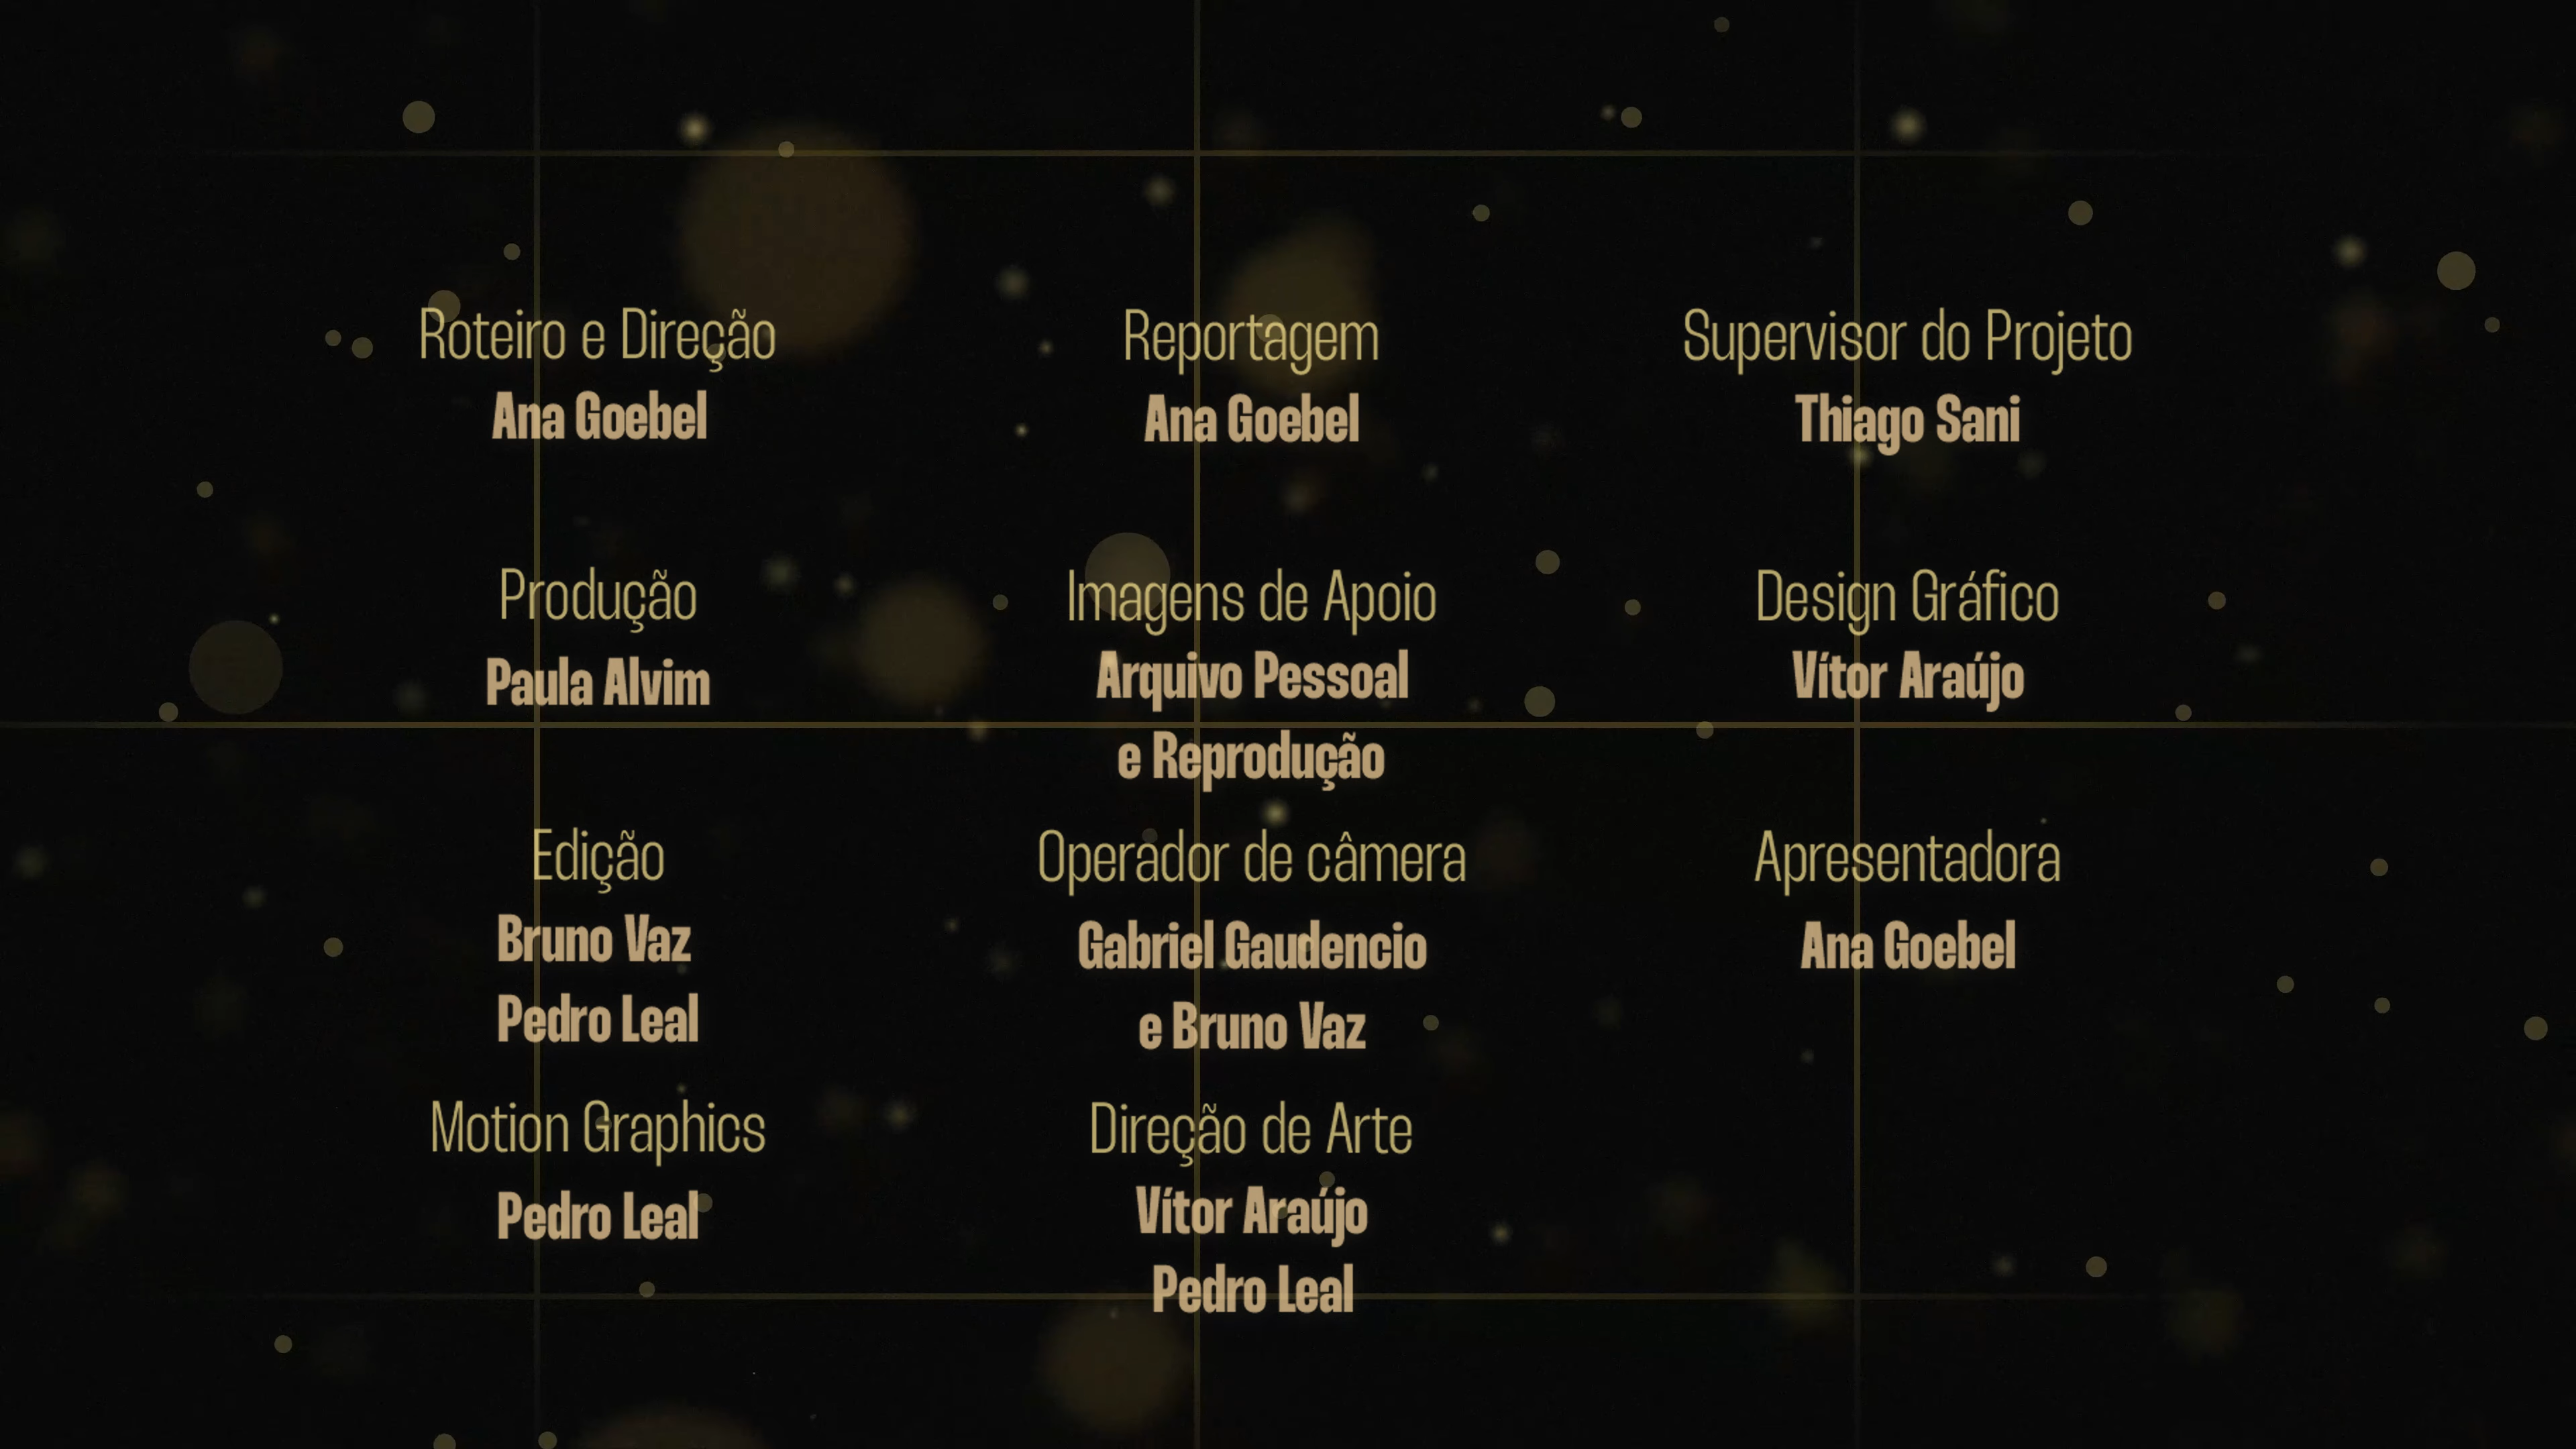 Roteiro e Direção
Ana Goebel
Reportagem
Ana Goebel
Supervisor do Projeto
Thiago Sani
Produção
Paula Alvim
Imagens de Apoio
Arquivo Pessoal
e Reprodução
Design Gráfico
Vítor Araújo
Edição
Bruno Vaz
Pedro Leal
Operador de câmera
Gabriel Gaudencio
e Bruno Vaz
Apresentadora
Ana Goebel
Motion Graphics
Pedro Leal
Direção de Arte
Vítor Araújo
Pedro Leal